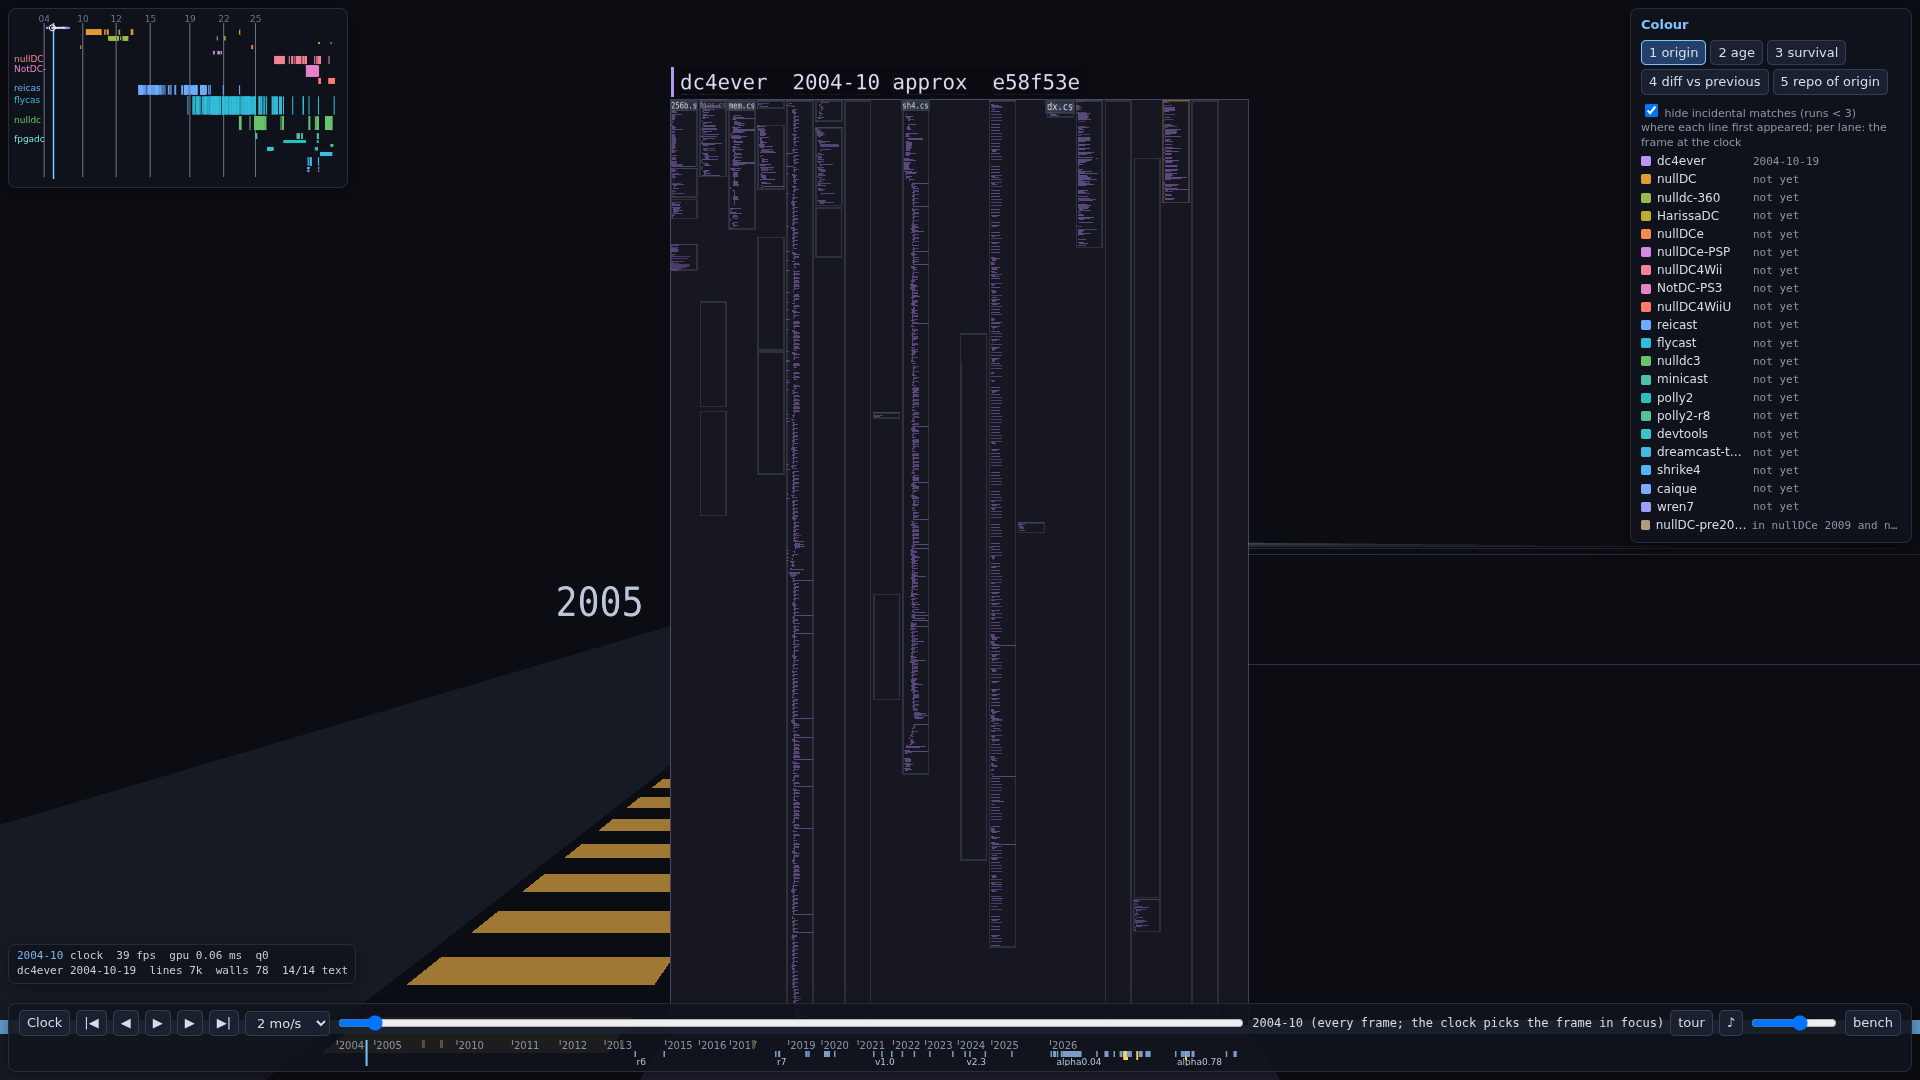 04 10 12 15 19 22 25
nullDC
NotDC-
reicas
flycas
nulldc
fpgadc
dc4ever 2004-10 approx e58f53e
256b.s mem.cs sh4.cs dx.cs
2005
Colour
1 origin 2 age 3 survival
4 diff vs previous 5 repo of origin
hide incidental matches (runs < 3)
where each line first appeared; per lane: the
frame at the clock
dc4ever 2004-10-19
nullDC not yet
nulldc-360 not yet
HarissaDC not yet
nullDCe not yet
nullDCe-PSP not yet
nullDC4Wii not yet
NotDC-PS3 not yet
nullDC4WiiU not yet
reicast not yet
flycast not yet
nulldc3 not yet
minicast not yet
polly2 not yet
polly2-r8 not yet
devtools not yet
dreamcast-t... not yet
shrike4 not yet
caique not yet
wren7 not yet
nullDC-pre20... in nullDCe 2009 and n...
2004-10 clock 39 fps gpu 0.06 ms q0
dc4ever 2004-10-19 lines 7k walls 78 14/14 text
Clock |◀ ◀ ▶ ▶ ▶| 2 mo/s 2004-10 (every frame; the clock picks the frame in focus) tour ♪ bench
2004 2005 2010 2011 2012 2013 2015 2016 2017 2019 2020 2021 2022 2023 2024 2025 2026
r6 r7 v1.0 v2.3 alpha0.04 alpha0.78